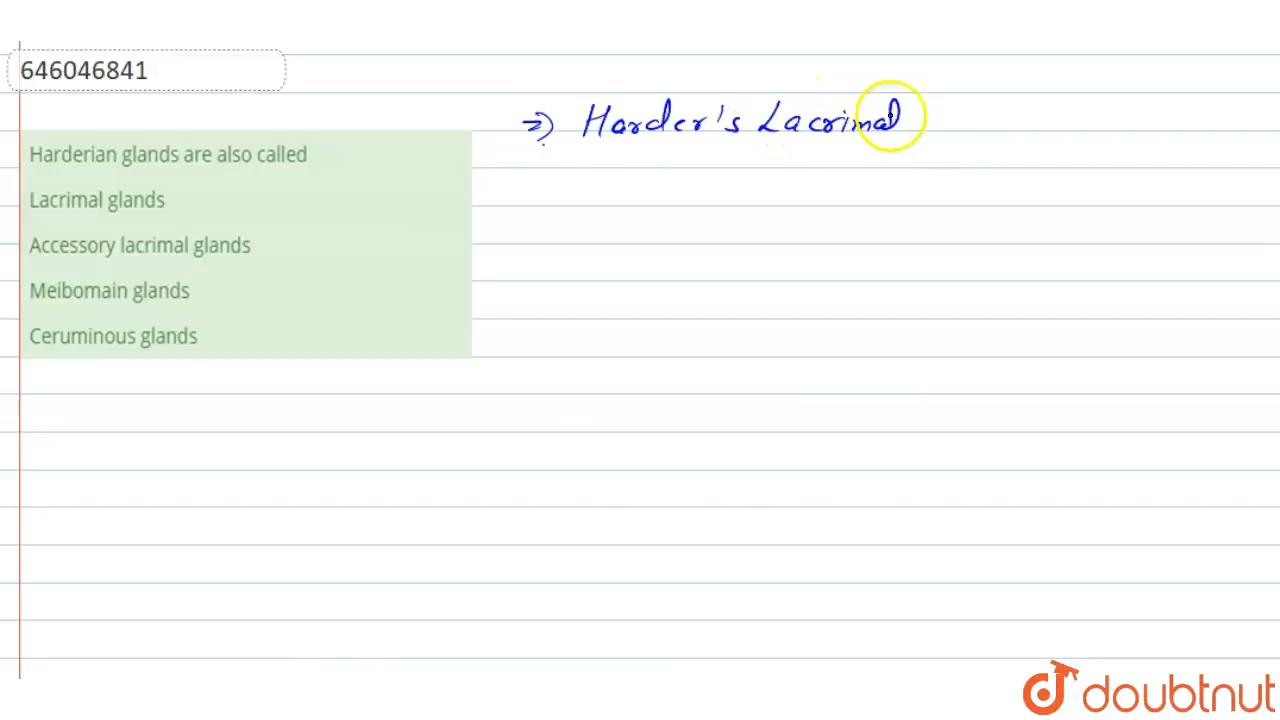 646046841
⇒) Harder's Lacrimal
Harderian glands are also called
Lacrimal glands
Accessory lacrimal glands
Meibomain glands
Ceruminous glands
doubtnut